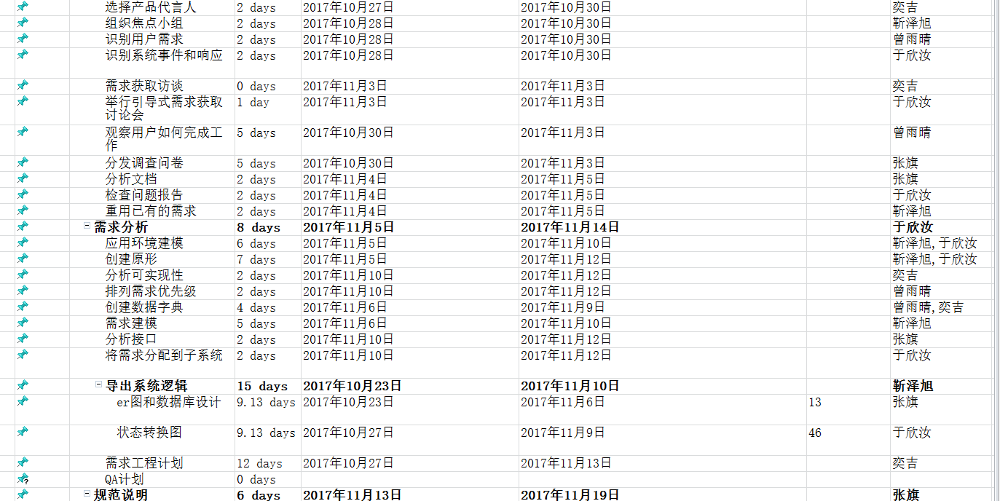 选择产品代言人 2 days 2017年10月27日 2017年10月30日 奕吉
组织焦点小组 2 days 2017年10月28日 2017年10月30日 靳泽旭
识别用户需求 2 days 2017年10月28日 2017年10月30日 曾雨晴
识别系统事件和响应 2 days 2017年10月28日 2017年10月30日 于欣汝
需求获取访谈 0 days 2017年11月3日 2017年11月3日 奕吉
举行引导式需求获取 1 day 2017年11月3日 2017年11月3日 于欣汝
讨论会
观察用户如何完成工 5 days 2017年10月30日 2017年11月3日 曾雨晴
作
分发调查问卷 5 days 2017年10月30日 2017年11月3日 张旗
分析文档 2 days 2017年11月4日 2017年11月5日 张旗
检查问题报告 2 days 2017年11月4日 2017年11月5日 于欣汝
重用已有的需求 2 days 2017年11月4日 2017年11月5日 靳泽旭
需求分析 8 days 2017年11月5日 2017年11月14日 于欣汝
应用环境建模 6 days 2017年11月5日 2017年11月10日 靳泽旭,于欣汝
创建原形 7 days 2017年11月5日 2017年11月12日 靳泽旭,于欣汝
分析可实现性 2 days 2017年11月10日 2017年11月12日 奕吉
排列需求优先级 2 days 2017年11月10日 2017年11月12日 曾雨晴
创建数据字典 4 days 2017年11月6日 2017年11月9日 曾雨晴,奕吉
需求建模 5 days 2017年11月6日 2017年11月10日 靳泽旭
分析接口 2 days 2017年11月10日 2017年11月12日 张旗
将需求分配到子系统 2 days 2017年11月10日 2017年11月12日 于欣汝
导出系统逻辑 15 days 2017年10月23日 2017年11月10日 靳泽旭
er图和数据库设计 9.13 days 2017年10月23日 2017年11月6日 13 张旗
状态转换图 9.13 days 2017年10月27日 2017年11月9日 46 于欣汝
需求工程计划 12 days 2017年10月27日 2017年11月13日 奕吉
QA计划 0 days
规范说明 6 days 2017年11月13日 2017年11月19日 张旗